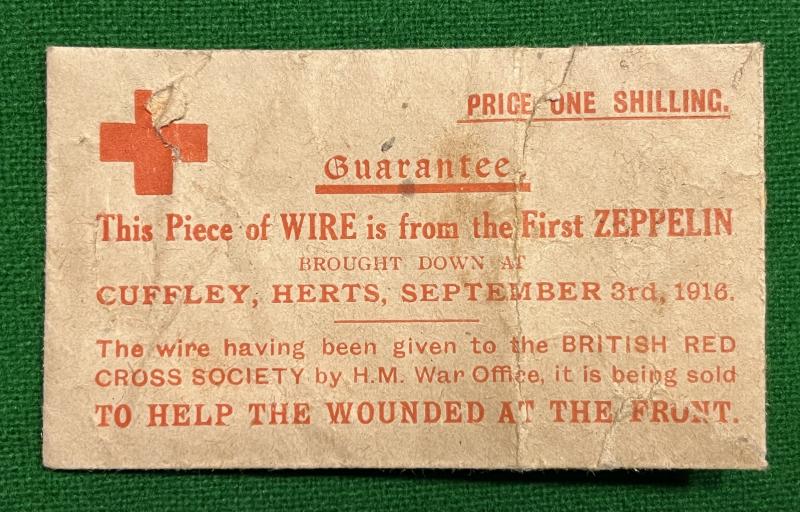 PRICE ONE SHILLING.
Guarantee.
This Piece of WIRE is from the First ZEPPELIN
BROUGHT DOWN AT
CUFFLEY, HERTS, SEPTEMBER 3rd, 1916.
The wire having been given to the BRITISH RED
CROSS SOCIETY by H.M. War Office, it is being sold
TO HELP THE WOUNDED AT THE FRONT.